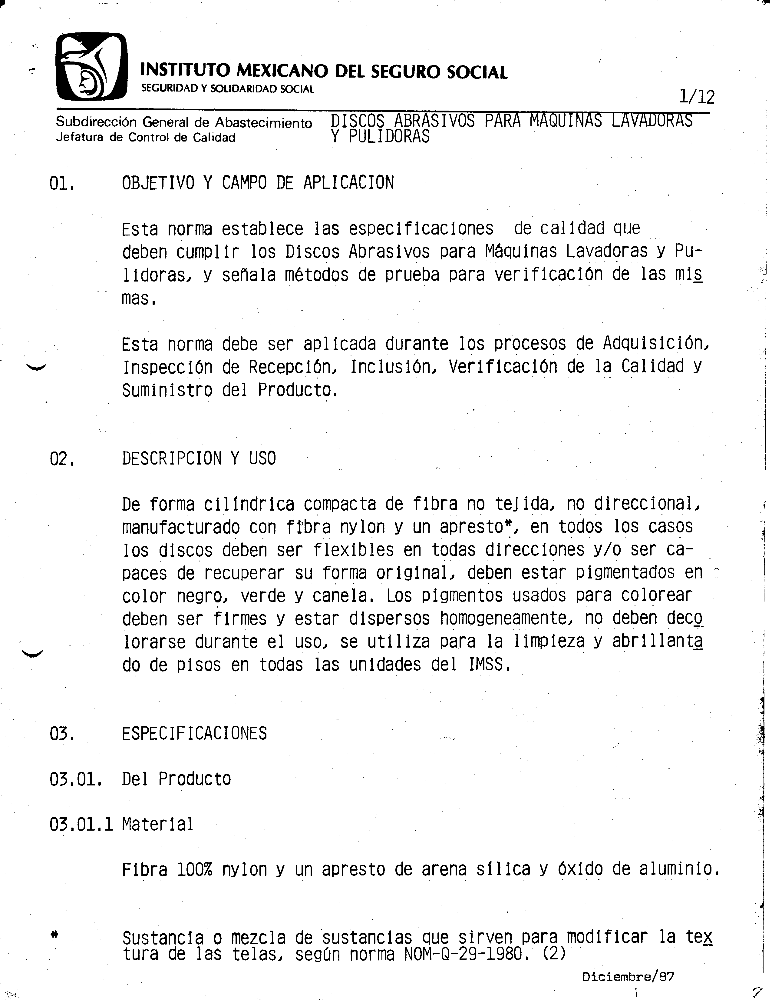 INSTITUTO MEXICANO DEL SEGURO SOCIAL
SEGURIDAD Y SOLIDARIDAD SOCIAL
1/12
Subdirección General de Abastecimiento DISCOS ABRASIVOS PARA MAQUINAS LAVADORAS
Jefatura de Control de Calidad Y PULIDORAS
01. OBJETIVO Y CAMPO DE APLICACION
Esta norma establece las especificaciones de calidad que
deben cumplir los Discos Abrasivos para Máquinas Lavadoras y Pu-
lidoras, y señala métodos de prueba para verificación de las mis
mas.
Esta norma debe ser aplicada durante los procesos de Adquisición,
Inspección de Recepción, Inclusión, Verificación de la Calidad y
Suministro del Producto.
02. DESCRIPCION Y USO
De forma cilíndrica compacta de fibra no tejida, no direccional,
manufacturado con fibra nylon y un apresto*, en todos los casos
los discos deben ser flexibles en todas direcciones y/o ser ca-
paces de recuperar su forma original, deben estar pigmentados en
color negro, verde y canela. Los pigmentos usados para colorear
deben ser firmes y estar dispersos homogeneamente, no deben deco
lorarse durante el uso, se utiliza para la limpieza y abrillanta
do de pisos en todas las unidades del IMSS.
03. ESPECIFICACIONES
03.01. Del Producto
03.01.1 Material
Fibra 100% nylon y un apresto de arena sílica y óxido de aluminio.
* Sustancia o mezcla de sustancias que sirven para modificar la tex
tura de las telas, según norma NOM-Q-29-1980. (2)
Diciembre/87
7